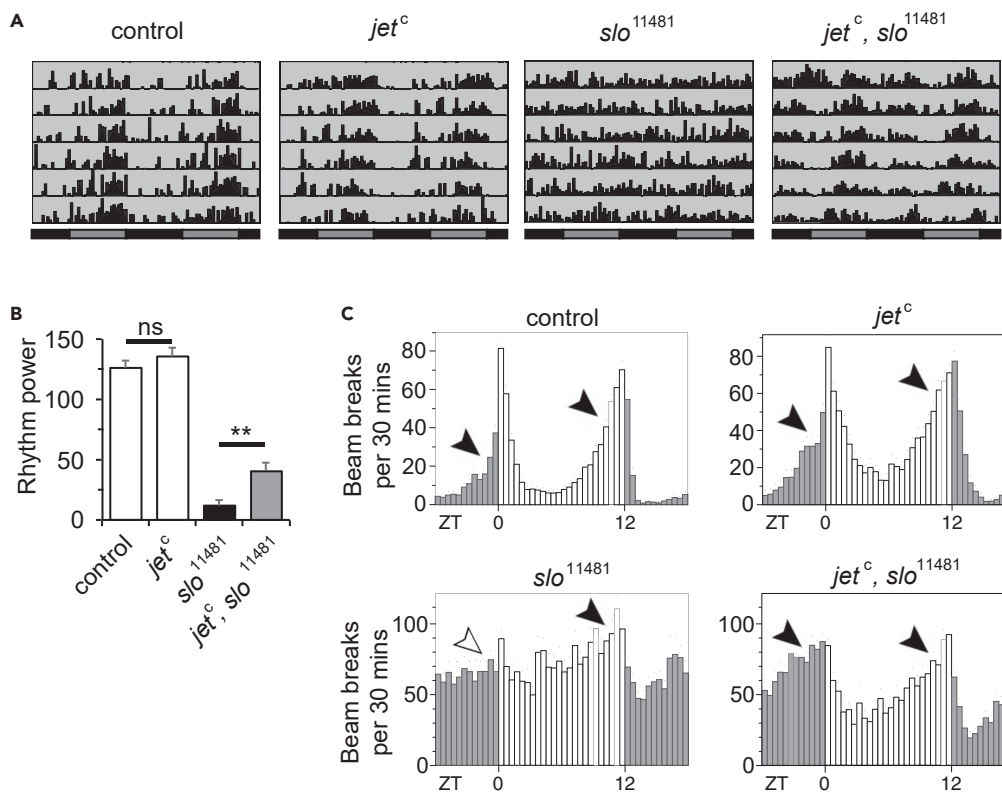 A
control
jet^c
slo^11481
jet^c, slo^11481
B
Rhythm power
150
100
50
0
ns
**
control
jet^c
slo^11481
jet^c, slo^11481
C
control
Beam breaks
per 30 mins
80
60
40
20
0
ZT
0
12
jet^c
80
60
40
20
0
ZT
0
12
slo^11481
Beam breaks
per 30 mins
100
50
0
ZT
0
12
jet^c, slo^11481
100
50
0
ZT
0
12